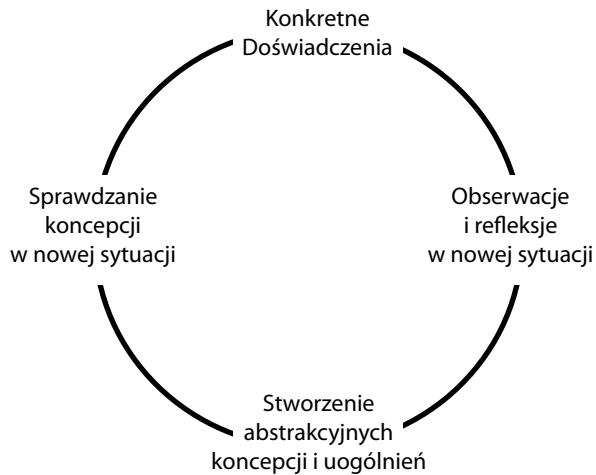 Konkretne
Doświadczenia
Sprawdzanie
koncepcji
w nowej sytuacji
Obserwacje
i refleksje
w nowej sytuacji
Stworzenie
abstrakcyjnych
koncepcji i uogólnień